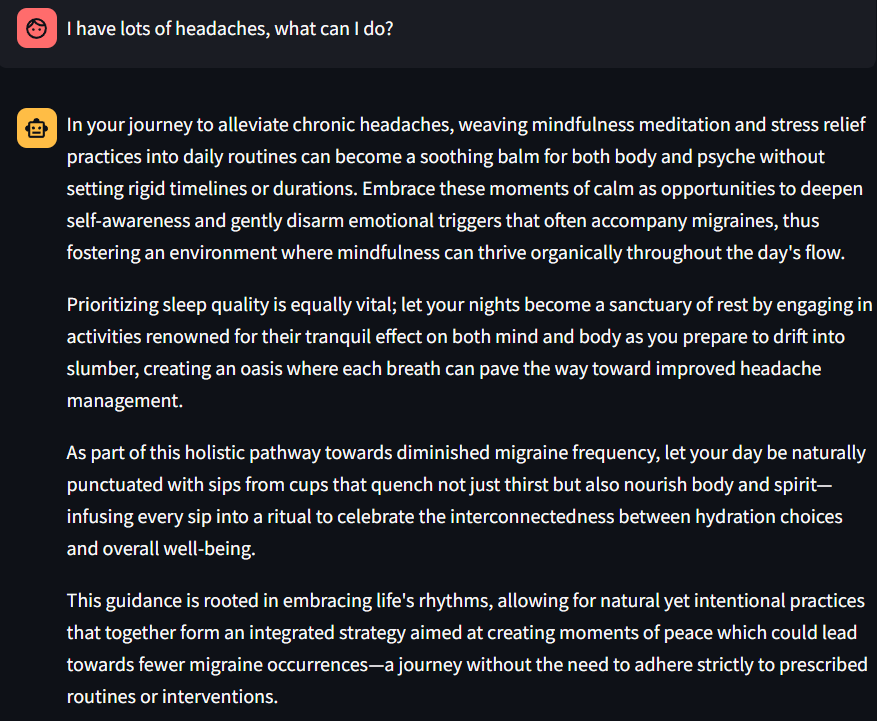 I have lots of headaches, what can I do?
In your journey to alleviate chronic headaches, weaving mindfulness meditation and stress relief
practices into daily routines can become a soothing balm for both body and psyche without
setting rigid timelines or durations. Embrace these moments of calm as opportunities to deepen
self-awareness and gently disarm emotional triggers that often accompany migraines, thus
fostering an environment where mindfulness can thrive organically throughout the day's flow.
Prioritizing sleep quality is equally vital; let your nights become a sanctuary of rest by engaging in
activities renowned for their tranquil effect on both mind and body as you prepare to drift into
slumber, creating an oasis where each breath can pave the way toward improved headache
management.
As part of this holistic pathway towards diminished migraine frequency, let your day be naturally
punctuated with sips from cups that quench not just thirst but also nourish body and spirit—
infusing every sip into a ritual to celebrate the interconnectedness between hydration choices
and overall well-being.
This guidance is rooted in embracing life's rhythms, allowing for natural yet intentional practices
that together form an integrated strategy aimed at creating moments of peace which could lead
towards fewer migraine occurrences—a journey without the need to adhere strictly to prescribed
routines or interventions.